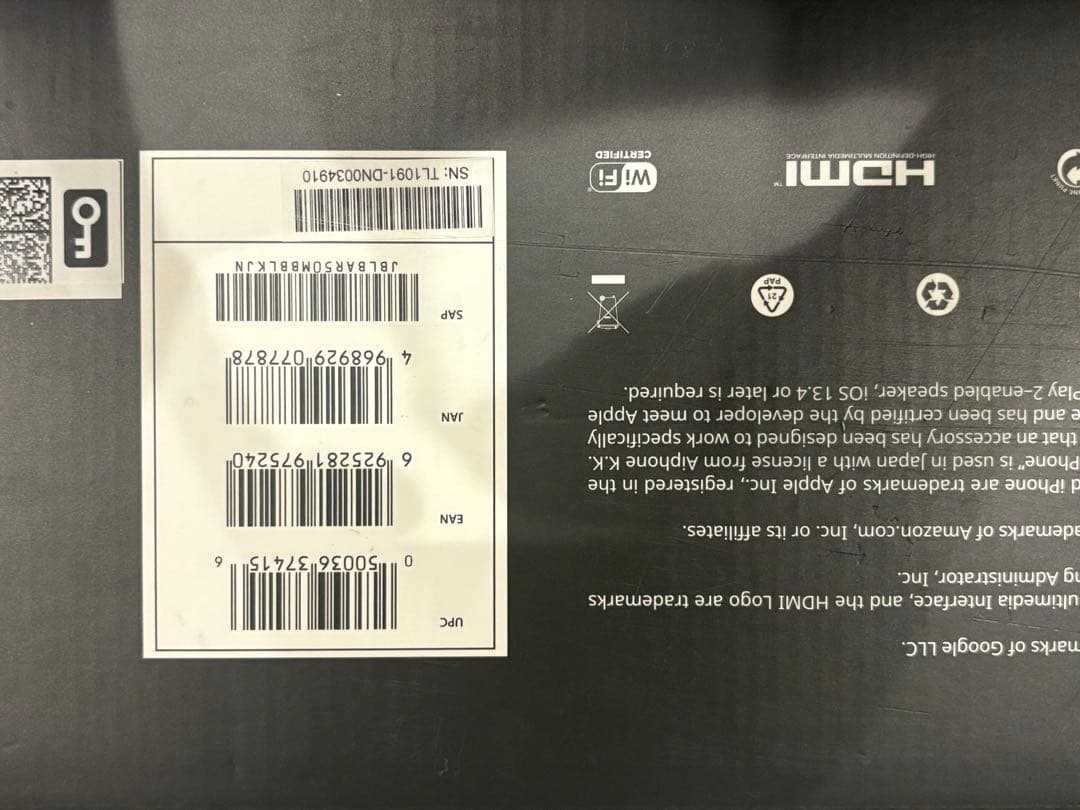 marks of Google LLC.
ultimedia Interface, and the HDMI Logo are trademarks
ng Administrator, Inc.
ademarks of Amazon.com, Inc. or its affiliates.
d iPhone are trademarks of Apple Inc., registered in the
Phone" is used in Japan with a license from Aiphone K.K.
that an accessory has been designed to work specifically
e and has been certified by the developer to meet Apple
Play 2-enabled speaker, iOS 13.4 or later is required.
21
PAP
HDMI™
HIGH-DEFINITION MULTIMEDIA INTERFACE
Wi Fi®
CERTIFIED
UPC
0 50036 37415 6
EAN
6 925281 975240
JAN
4 968929 077878
SAP
JBLBAR50MBBLKJN
SN: TL1091-DN0034910